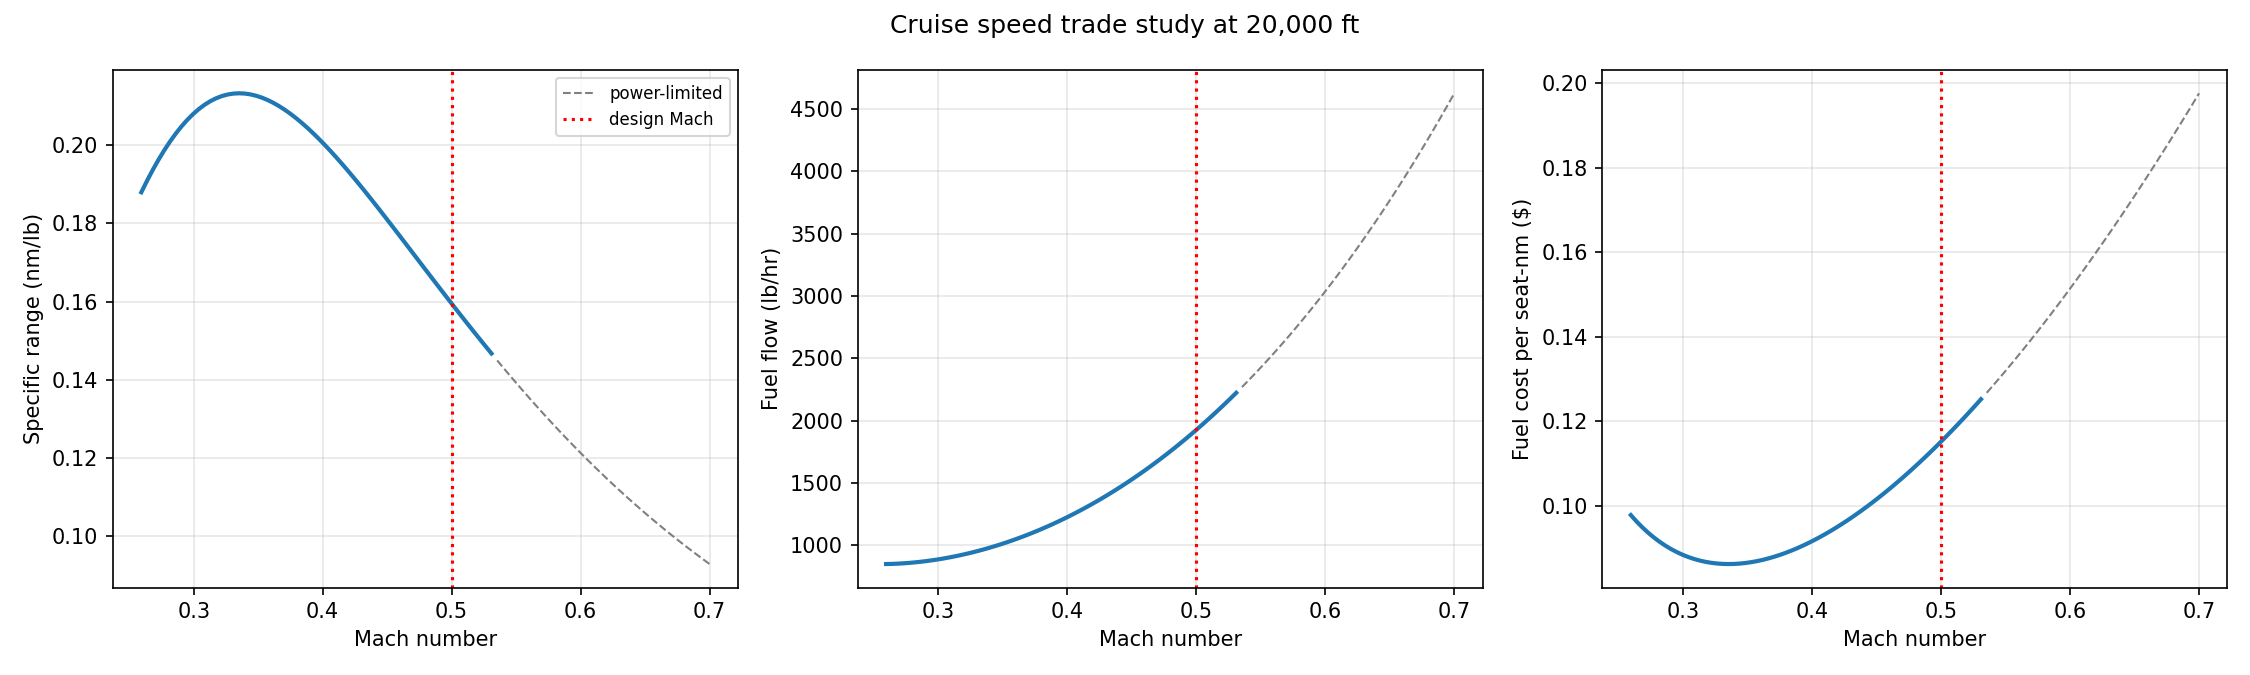 Cruise speed trade study at 20,000 ft
Specific range (nm/lb)
0.20
0.18
0.16
0.14
0.12
0.10
power-limited
design Mach
0.3 0.4 0.5 0.6 0.7
Mach number
Fuel flow (lb/hr)
4500
4000
3500
3000
2500
2000
1500
1000
0.3 0.4 0.5 0.6 0.7
Mach number
Fuel cost per seat-nm ($)
0.20
0.18
0.16
0.14
0.12
0.10
0.3 0.4 0.5 0.6 0.7
Mach number